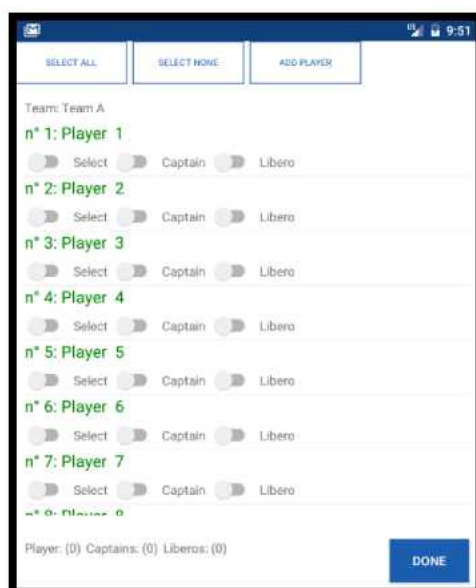 9:51
SELECT ALL SELECT NONE ADD PLAYER
Team: Team A
n° 1: Player 1
Select Captain Libero
n° 2: Player 2
Select Captain Libero
n° 3: Player 3
Select Captain Libero
n° 4: Player 4
Select Captain Libero
n° 5: Player 5
Select Captain Libero
n° 6: Player 6
Select Captain Libero
n° 7: Player 7
Select Captain Libero
n° 8: Player 8
Player: (0) Captains: (0) Liberos: (0)
DONE